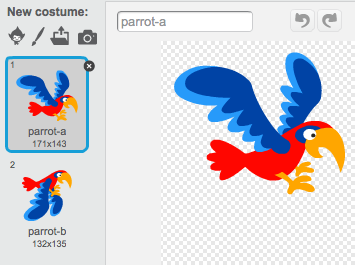 New costume:
parrot-a
1
parrot-a
171x143
2
parrot-b
132x135